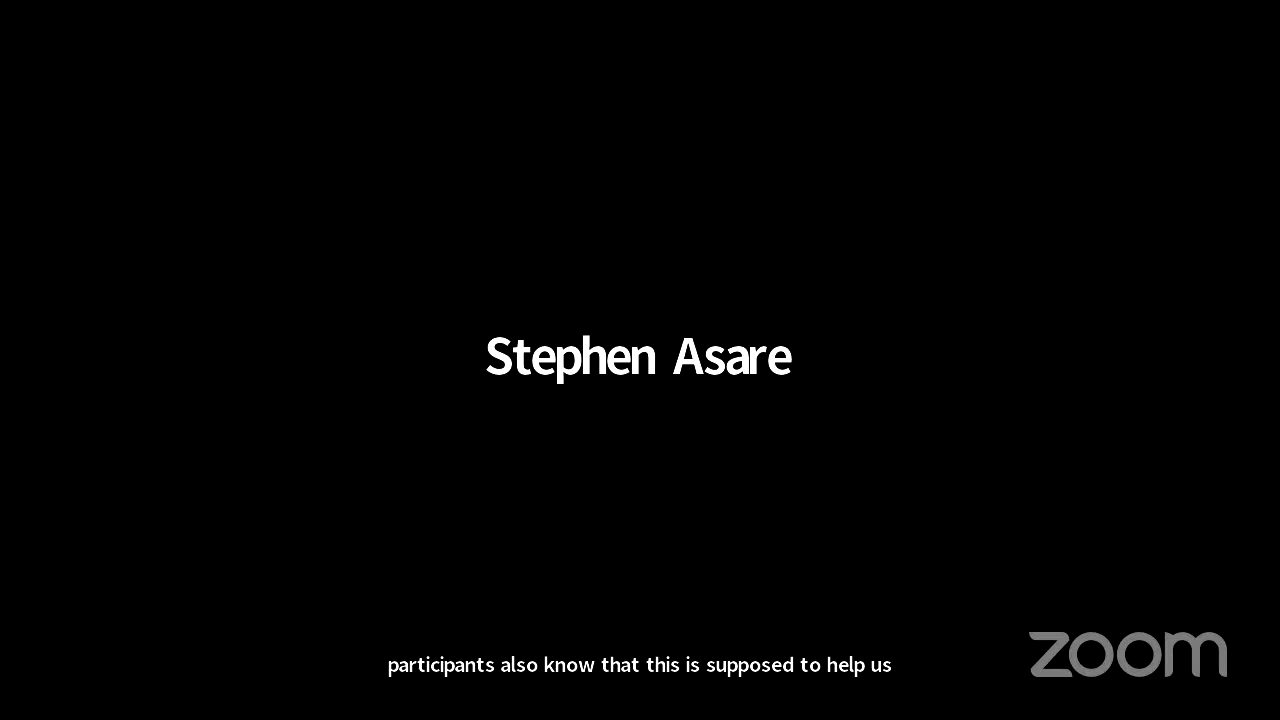 Stephen Asare
participants also know that this is supposed to help us
zoom